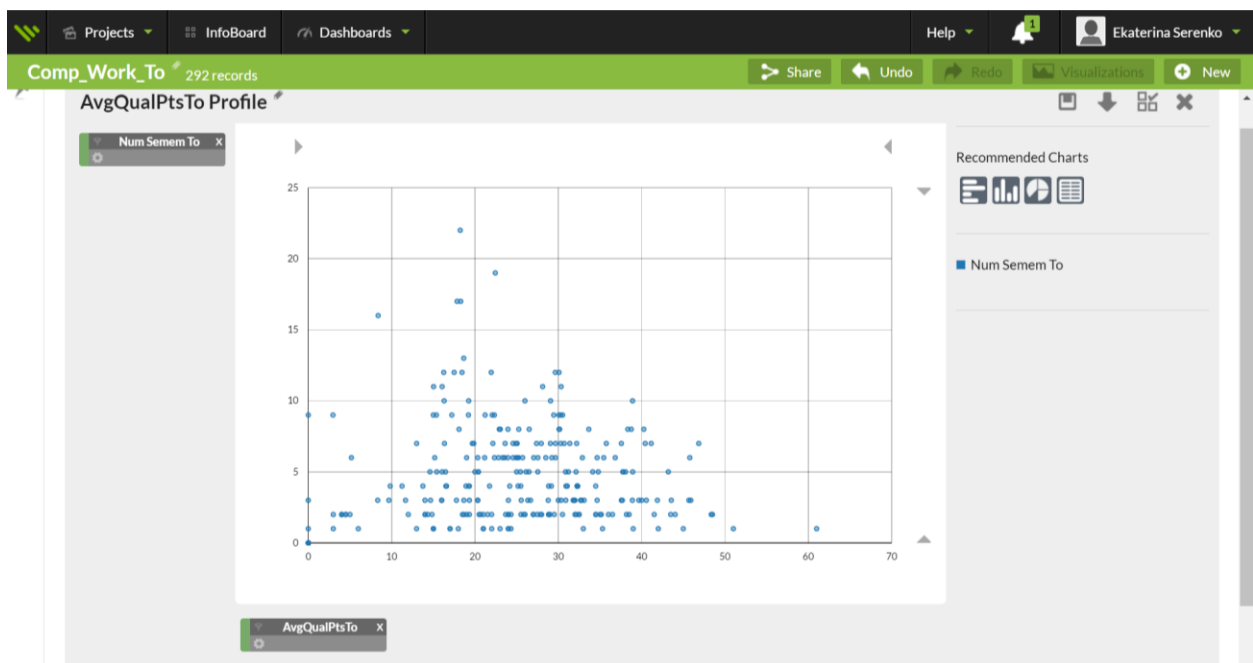 Projects InfoBoard Dashboards Help 1 Ekaterina Serenko
Comp_Work_To 292 records Share Undo Redo Visualizations New
AvgQualPtsTo Profile
Num Semem To X
Recommended Charts
25
20
Num Semem To
15
10
5
0
0 10 20 30 40 50 60 70
AvgQualPtsTo X